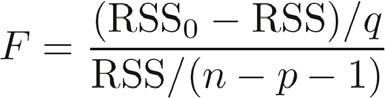 F = \frac{(\mathrm{RSS}_0 - \mathrm{RSS})/q}{\mathrm{RSS}/(n - p - 1)}